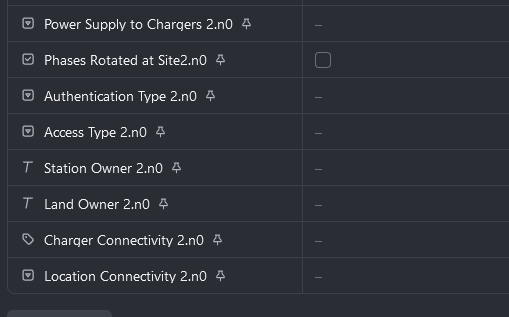 Power Supply to Chargers 2.n0
–
Phases Rotated at Site2.n0
Authentication Type 2.n0
–
Access Type 2.n0
–
Station Owner 2.n0
–
Land Owner 2.n0
–
Charger Connectivity 2.n0
–
Location Connectivity 2.n0
–